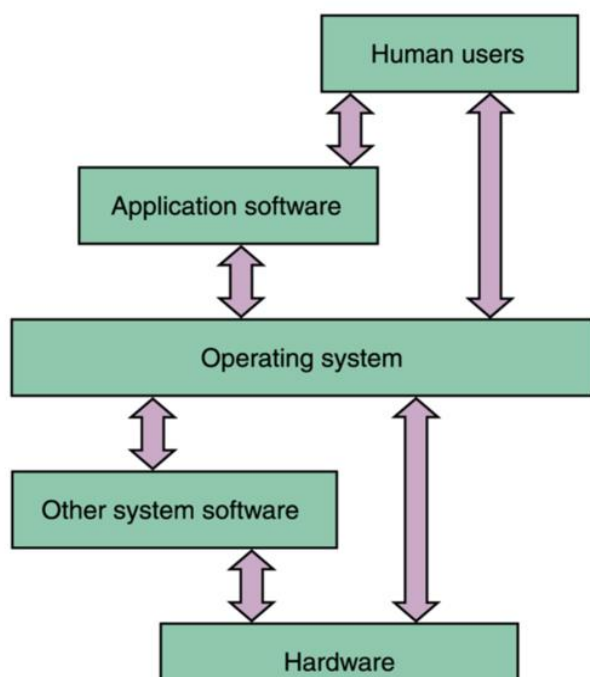 Human users
Application software
Operating system
Other system software
Hardware